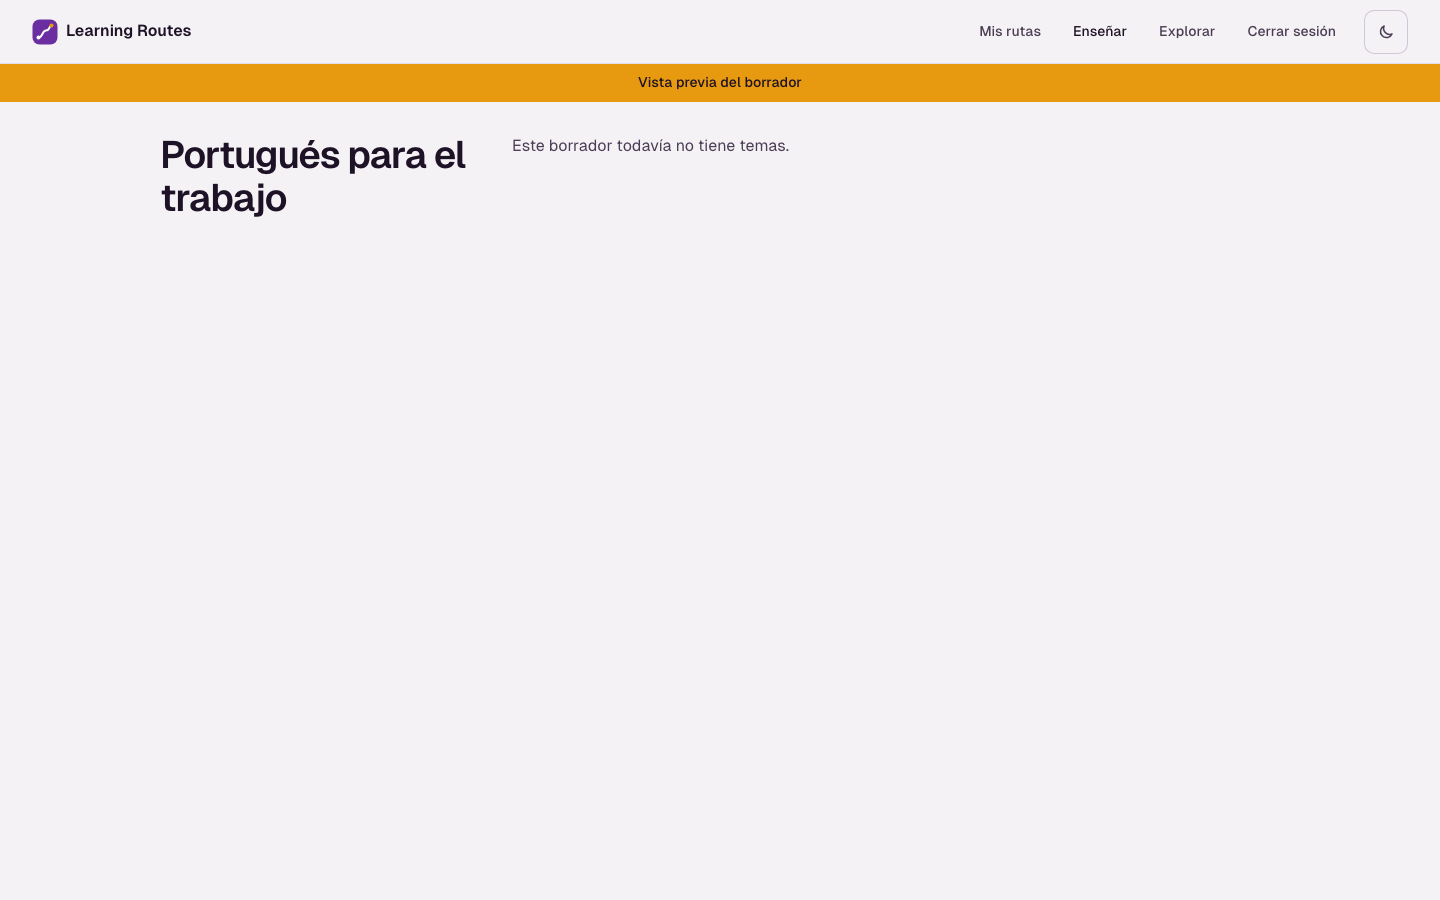 Learning Routes
Mis rutas
Enseñar
Explorar
Cerrar sesión
Vista previa del borrador
Portugués para el
trabajo
Este borrador todavía no tiene temas.